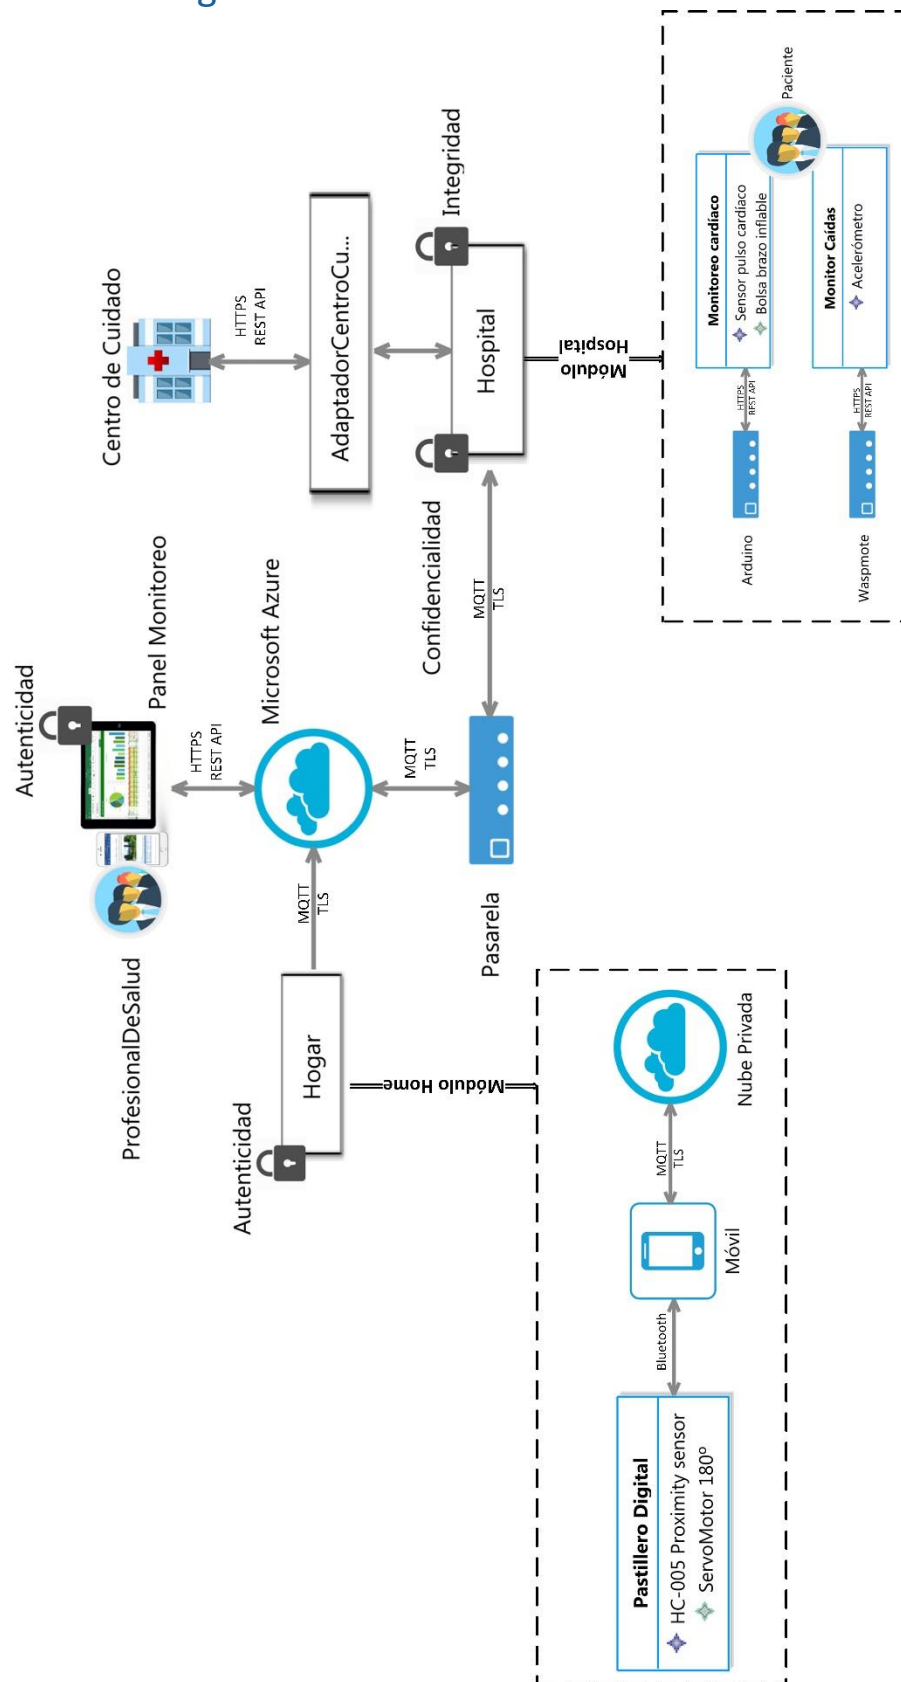 Autenticidad
ProfesionalDeSalud
Panel Monitoreo
Centro de Cuidado
HTTPS
REST API
HTTPS
REST API
Autenticidad
Hogar
MQTT
TLS
Microsoft Azure
AdaptadorCentroCu...
MQTT
TLS
Confidencialidad
Integridad
Hospital
Pasarela
MQTT
TLS
Módulo Home
Módulo
Hospital
Pastillero Digital
HC-005 Proximity sensor
ServoMotor 180º
Bluetooth
Móvil
MQTT
TLS
Nube Privada
Arduino
HTTPS
REST API
Monitoreo cardíaco
Sensor pulso cardíaco
Bolsa brazo inflable
Paciente
Waspmote
HTTPS
REST API
Monitor Caídas
Acelerómetro